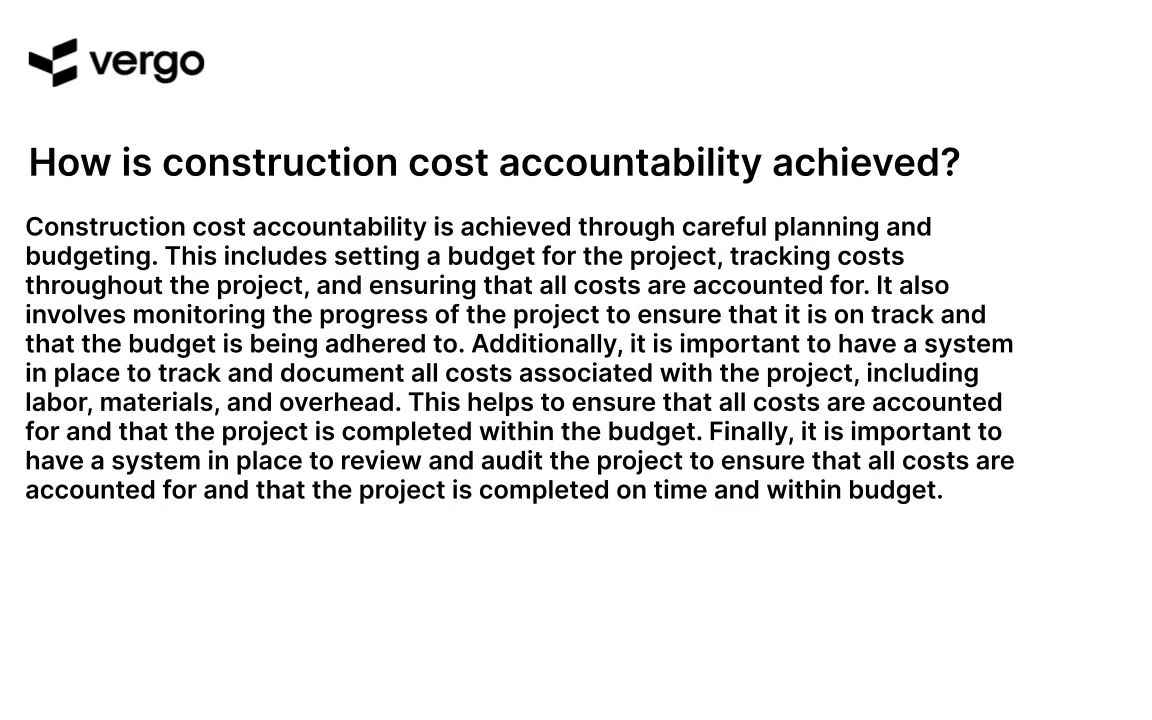 vergo
How is construction cost accountability achieved?
Construction cost accountability is achieved through careful planning and
budgeting. This includes setting a budget for the project, tracking costs
throughout the project, and ensuring that all costs are accounted for. It also
involves monitoring the progress of the project to ensure that it is on track and
that the budget is being adhered to. Additionally, it is important to have a system
in place to track and document all costs associated with the project, including
labor, materials, and overhead. This helps to ensure that all costs are accounted
for and that the project is completed within the budget. Finally, it is important to
have a system in place to review and audit the project to ensure that all costs are
accounted for and that the project is completed on time and within budget.